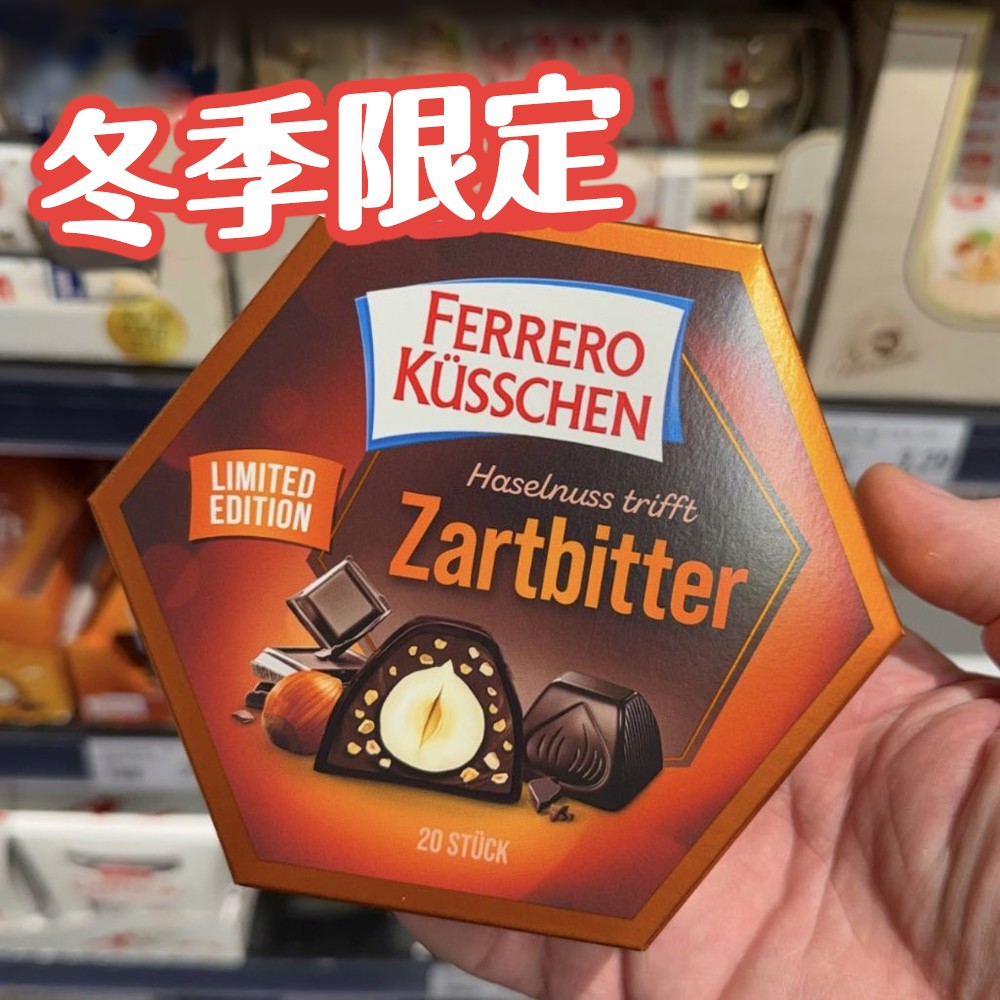 冬季限定
FERRERO
KÜSSCHEN
LIMITED
EDITION
Haselnuss trifft
Zartbitter
20 STÜCK